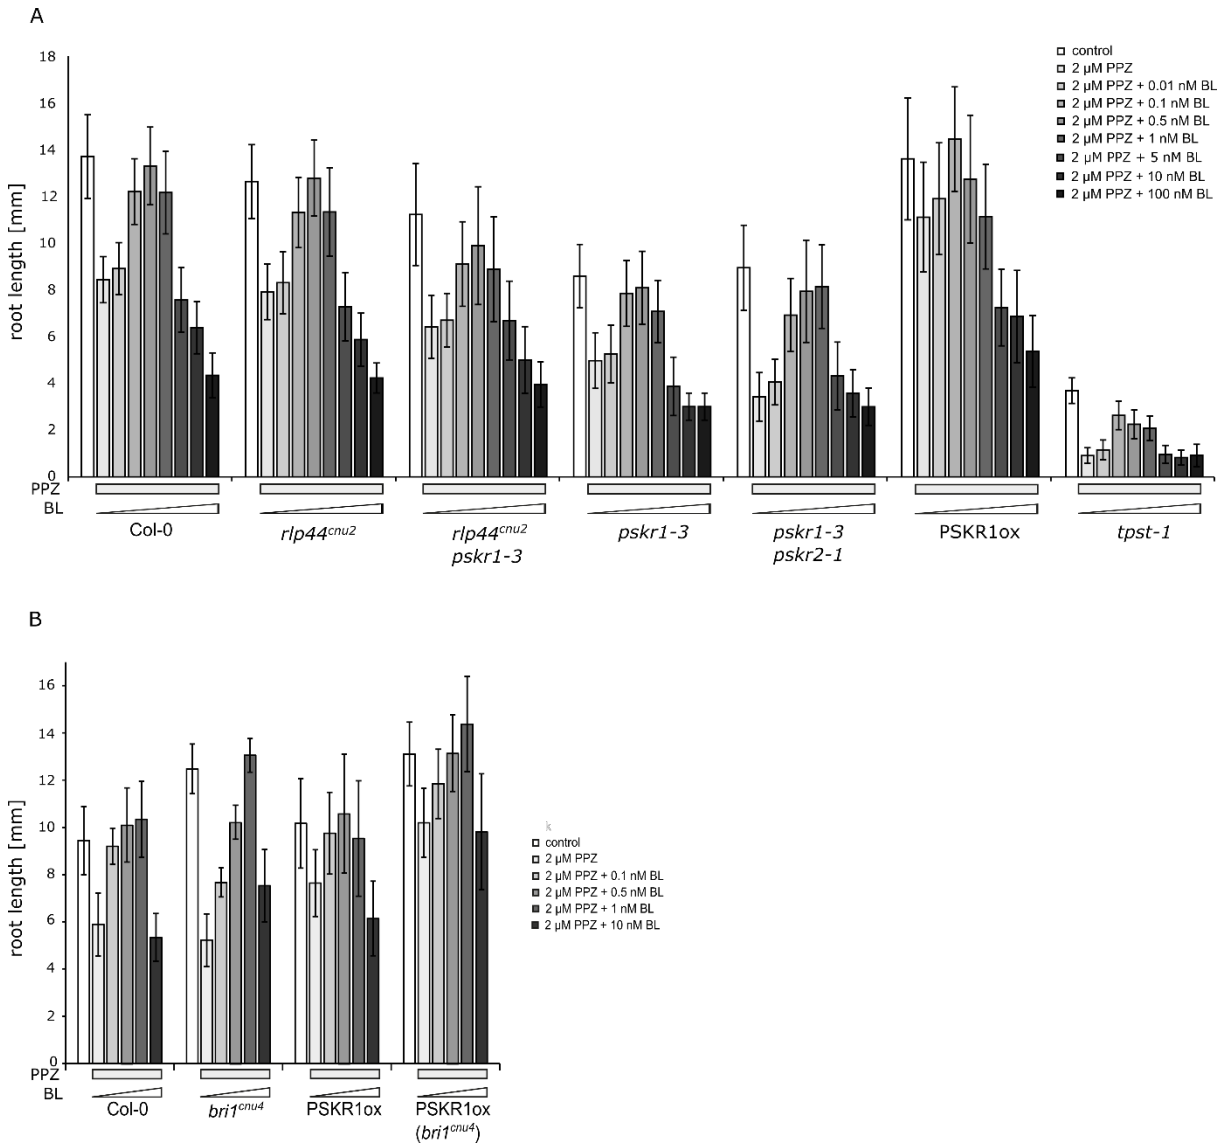 A
18
16
14
12
10
8
6
4
2
0
root length [mm]
control
2 µM PPZ
2 µM PPZ + 0.01 nM BL
2 µM PPZ + 0.1 nM BL
2 µM PPZ + 0.5 nM BL
2 µM PPZ + 1 nM BL
2 µM PPZ + 5 nM BL
2 µM PPZ + 10 nM BL
2 µM PPZ + 100 nM BL
PPZ
BL
Col-0
rlp44cnu2
rlp44cnu2
pskr1-3
pskr1-3
pskr1-3
pskr2-1
PSKR1ox
tpst-1
B
16
14
12
10
8
6
4
2
0
root length [mm]
k
control
2 µM PPZ
2 µM PPZ + 0.1 nM BL
2 µM PPZ + 0.5 nM BL
2 µM PPZ + 1 nM BL
2 µM PPZ + 10 nM BL
PPZ
BL
Col-0
bri1cnu4
PSKR1ox
PSKR1ox
(bri1cnu4)